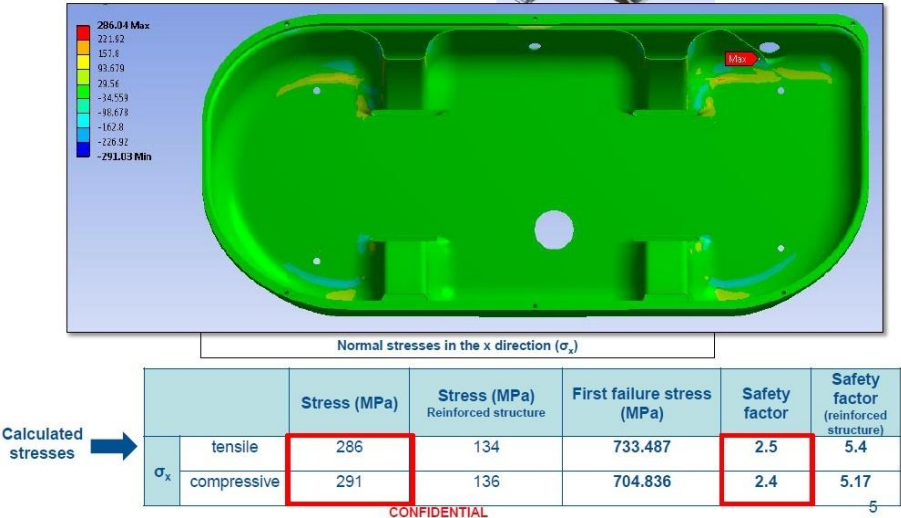 286.04 Max
221.92
157.8
93.679
29.56
-34.559
-98.678
-162.8
-226.92
-291.03 Min
Max
Normal stresses in the x direction (σx)
Stress (MPa)
Stress (MPa)
Reinforced structure
First failure stress
(MPa)
Safety
factor
Safety
factor
(reinforced
structure)
Calculated
stresses
σx
tensile 286 134 733.487 2.5 5.4
compressive 291 136 704.836 2.4 5.17
CONFIDENTIAL
5